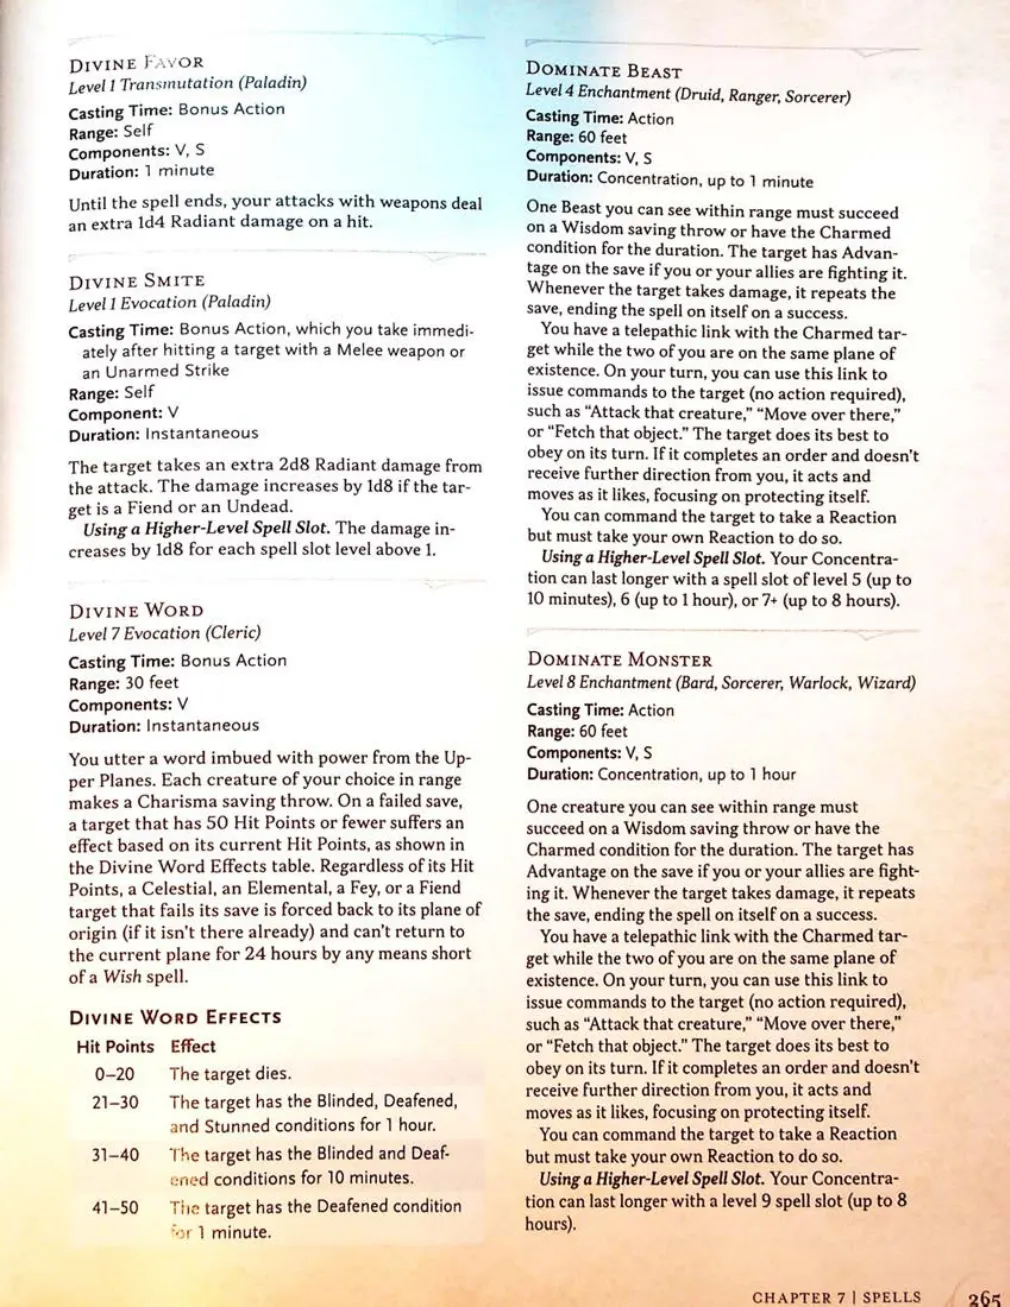 DIVINE FAVOR
Level 1 Transmutation (Paladin)
Casting Time: Bonus Action
Range: Self
Components: V, S
Duration: 1 minute
Until the spell ends, your attacks with weapons deal
an extra 1d4 Radiant damage on a hit.
DIVINE SMITE
Level 1 Evocation (Paladin)
Casting Time: Bonus Action, which you take immedi-
ately after hitting a target with a Melee weapon or
an Unarmed Strike
Range: Self
Component: V
Duration: Instantaneous
The target takes an extra 2d8 Radiant damage from
the attack. The damage increases by 1d8 if the tar-
get is a Fiend or an Undead.
Using a Higher-Level Spell Slot. The damage in-
creases by 1d8 for each spell slot level above 1.
DIVINE WORD
Level 7 Evocation (Cleric)
Casting Time: Bonus Action
Range: 30 feet
Components: V
Duration: Instantaneous
You utter a word imbued with power from the Up-
per Planes. Each creature of your choice in range
makes a Charisma saving throw. On a failed save,
a target that has 50 Hit Points or fewer suffers an
effect based on its current Hit Points, as shown in
the Divine Word Effects table. Regardless of its Hit
Points, a Celestial, an Elemental, a Fey, or a Fiend
target that fails its save is forced back to its plane of
origin (if it isn't there already) and can't return to
the current plane for 24 hours by any means short
of a Wish spell.
DIVINE WORD EFFECTS
Hit Points Effect
0–20 The target dies.
21–30 The target has the Blinded, Deafened,
and Stunned conditions for 1 hour.
31–40 The target has the Blinded and Deaf-
ened conditions for 10 minutes.
41–50 The target has the Deafened condition
for 1 minute.
DOMINATE BEAST
Level 4 Enchantment (Druid, Ranger, Sorcerer)
Casting Time: Action
Range: 60 feet
Components: V, S
Duration: Concentration, up to 1 minute
One Beast you can see within range must succeed
on a Wisdom saving throw or have the Charmed
condition for the duration. The target has Advan-
tage on the save if you or your allies are fighting it.
Whenever the target takes damage, it repeats the
save, ending the spell on itself on a success.
You have a telepathic link with the Charmed tar-
get while the two of you are on the same plane of
existence. On your turn, you can use this link to
issue commands to the target (no action required),
such as "Attack that creature," "Move over there,"
or "Fetch that object." The target does its best to
obey on its turn. If it completes an order and doesn't
receive further direction from you, it acts and
moves as it likes, focusing on protecting itself.
You can command the target to take a Reaction
but must take your own Reaction to do so.
Using a Higher-Level Spell Slot. Your Concentra-
tion can last longer with a spell slot of level 5 (up to
10 minutes), 6 (up to 1 hour), or 7+ (up to 8 hours).
DOMINATE MONSTER
Level 8 Enchantment (Bard, Sorcerer, Warlock, Wizard)
Casting Time: Action
Range: 60 feet
Components: V, S
Duration: Concentration, up to 1 hour
One creature you can see within range must
succeed on a Wisdom saving throw or have the
Charmed condition for the duration. The target has
Advantage on the save if you or your allies are fight-
ing it. Whenever the target takes damage, it repeats
the save, ending the spell on itself on a success.
You have a telepathic link with the Charmed tar-
get while the two of you are on the same plane of
existence. On your turn, you can use this link to
issue commands to the target (no action required),
such as "Attack that creature," "Move over there,"
or "Fetch that object." The target does its best to
obey on its turn. If it completes an order and doesn't
receive further direction from you, it acts and
moves as it likes, focusing on protecting itself.
You can command the target to take a Reaction
but must take your own Reaction to do so.
Using a Higher-Level Spell Slot. Your Concentra-
tion can last longer with a level 9 spell slot (up to 8
hours).
CHAPTER 7 | SPELLS 265